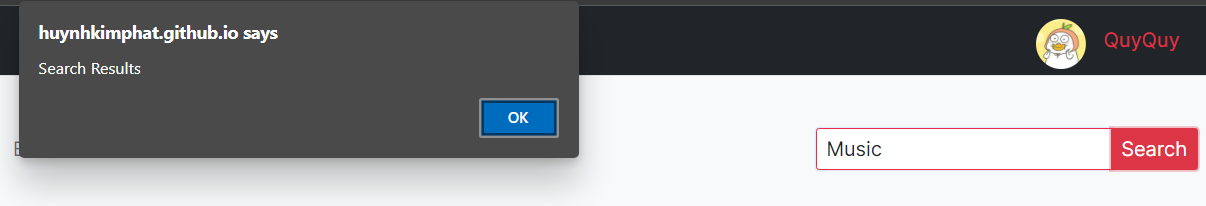 huynhkimphat.github.io says
Search Results
OK
QuyQuy
Music
Search